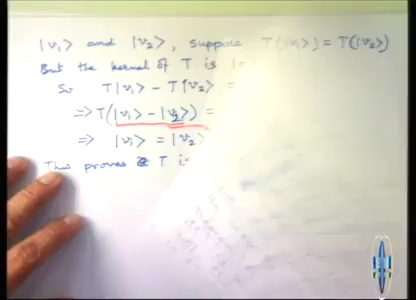 |v₁> and |v₂>, suppose T(|v₁>) = T(|v₂>)
But the kernel of T is
So T|v₁> - T|v₂> =
=> T(|v₁> - |v₂>) =
=> |v₁> = |v₂>
This proves T is